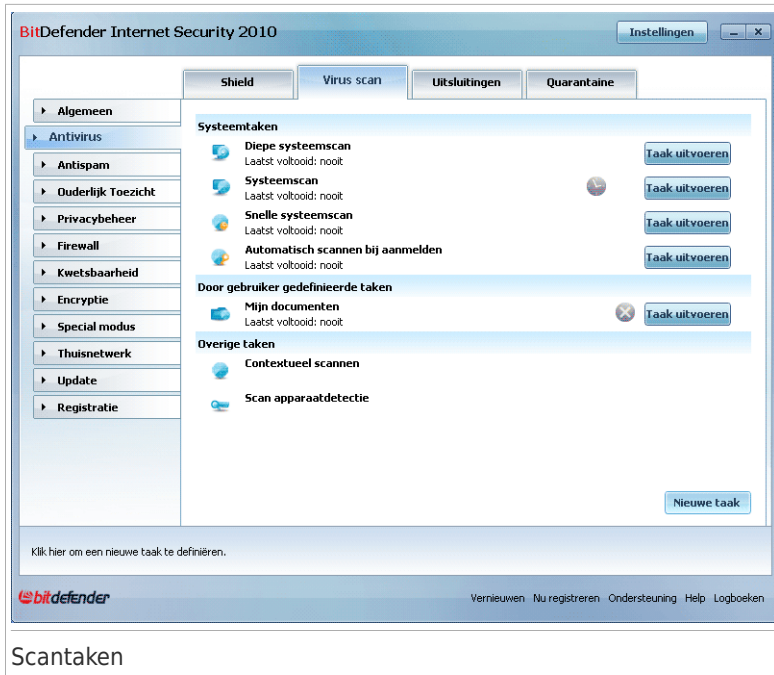 BitDefender Internet Security 2010
Instellingen
Shield
Virus scan
Uitsluitingen
Quarantaine
Algemeen
Antivirus
Antispam
Ouderlijk Toezicht
Privacybeheer
Firewall
Kwetsbaarheid
Encryptie
Special modus
Thuisnetwerk
Update
Registratie
Systeemtaken
Diepe systeemscan
Laatst voltooid: nooit
Taak uitvoeren
Systeemscan
Laatst voltooid: nooit
Taak uitvoeren
Snelle systeemscan
Laatst voltooid: nooit
Taak uitvoeren
Automatisch scannen bij aanmelden
Laatst voltooid: nooit
Taak uitvoeren
Door gebruiker gedefinieerde taken
Mijn documenten
Laatst voltooid: nooit
Taak uitvoeren
Overige taken
Contextueel scannen
Scan apparaatdetectie
Nieuwe taak
Klik hier om een nieuwe taak te definiëren.
bitdefender
Vernieuwen Nu registreren Ondersteuning Help Logboeken
Scantaken